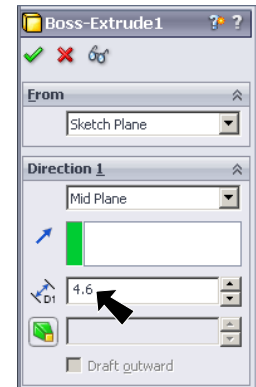 Boss-Extrude1 ? ?
From
Sketch Plane
Direction 1
Mid Plane
D1 4.6
Draft outward